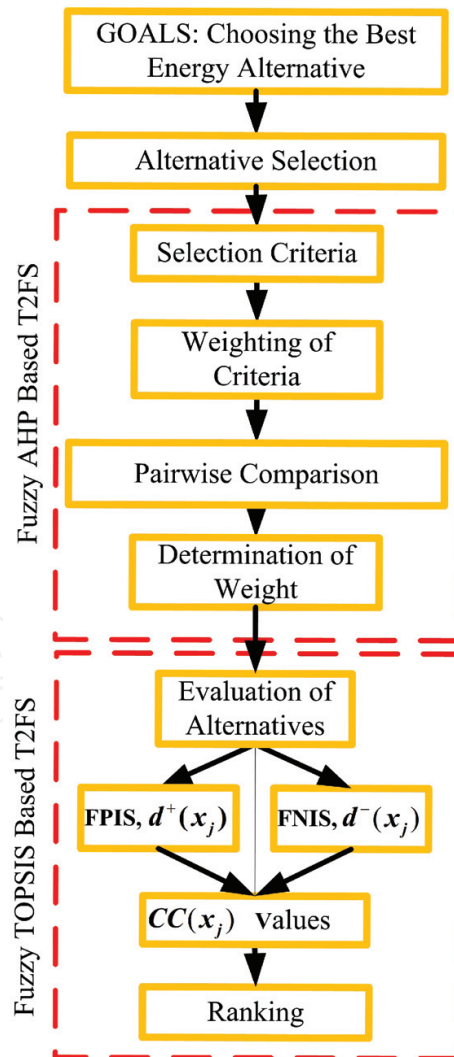 GOALS: Choosing the Best
Energy Alternative
Alternative Selection
Fuzzy AHP Based T2FS
Selection Criteria
Weighting of
Criteria
Pairwise Comparison
Determination of
Weight
Fuzzy TOPSIS Based T2FS
Evaluation of
Alternatives
FPIS, d⁺(xⱼ)
FNIS, d⁻(xⱼ)
CC(xⱼ) Values
Ranking